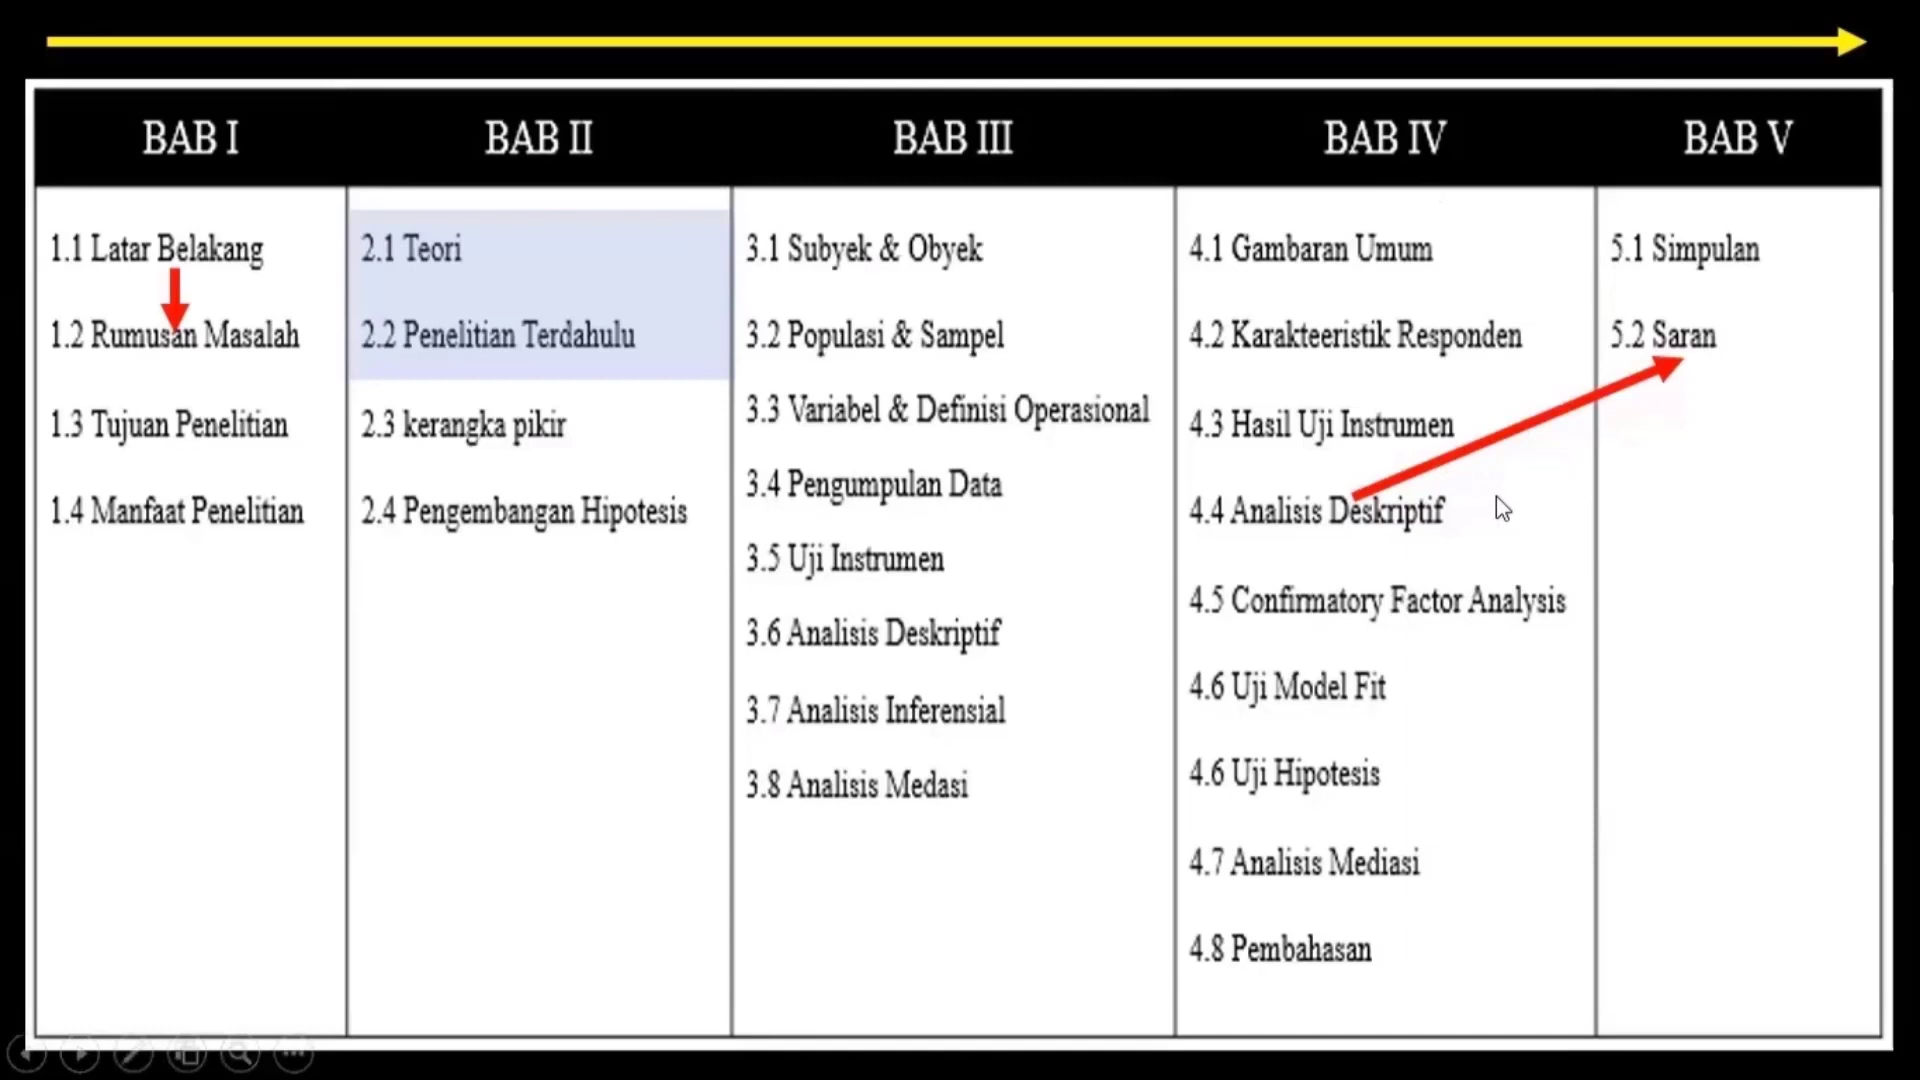 BAB I
1.1 Latar Belakang
1.2 Rumusan Masalah
1.3 Tujuan Penelitian
1.4 Manfaat Penelitian
BAB II
2.1 Teori
2.2 Penelitian Terdahulu
2.3 kerangka pikir
2.4 Pengembangan Hipotesis
BAB III
3.1 Subyek & Obyek
3.2 Populasi & Sampel
3.3 Variabel & Definisi Operasional
3.4 Pengumpulan Data
3.5 Uji Instrumen
3.6 Analisis Deskriptif
3.7 Analisis Inferensial
3.8 Analisis Medasi
BAB IV
4.1 Gambaran Umum
4.2 Karakteeristik Responden
4.3 Hasil Uji Instrumen
4.4 Analisis Deskriptif
4.5 Confirmatory Factor Analysis
4.6 Uji Model Fit
4.6 Uji Hipotesis
4.7 Analisis Mediasi
4.8 Pembahasan
BAB V
5.1 Simpulan
5.2 Saran